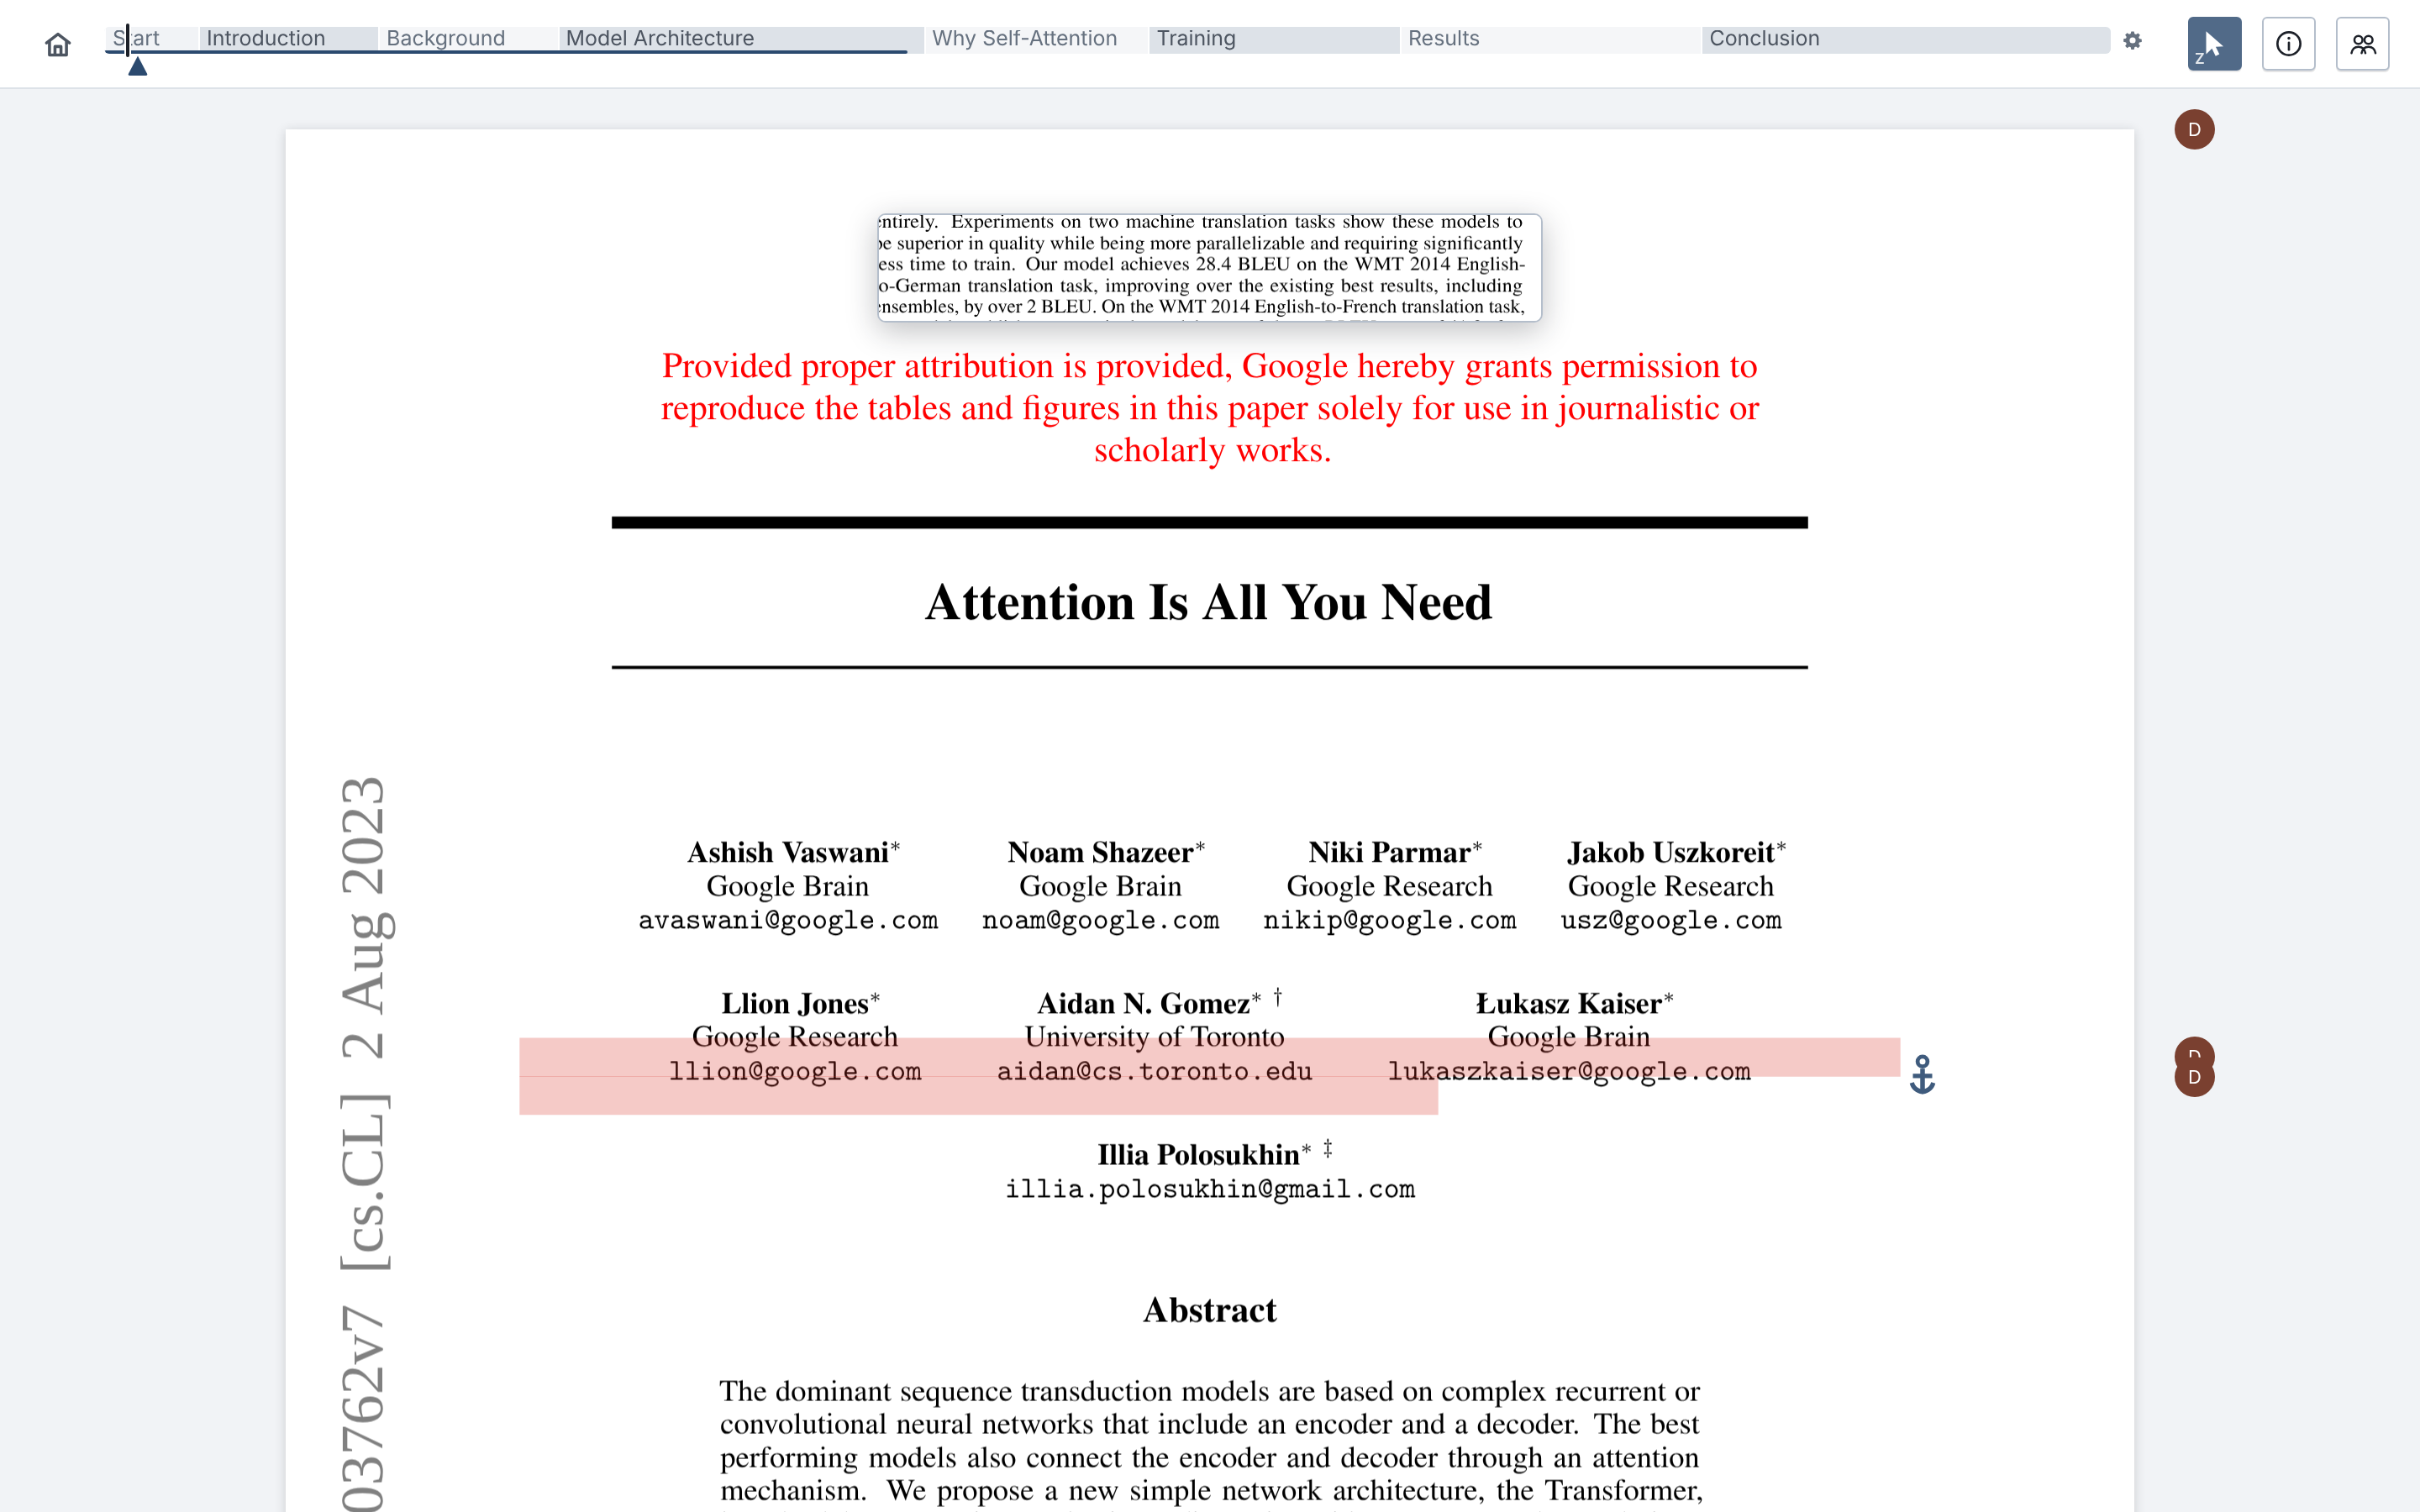 Start Introduction Background Model Architecture Why Self-Attention Training Results Conclusion
Z
D
Experiments on two machine translation tasks show these models to
superior in quality while being more parallelizable and requiring significantly
time to train. Our model achieves 28.4 BLEU on the WMT 2014 English-
o-German translation task, improving over the existing best results, including
by over 2 BLEU. On the WMT 2014 English-to-French translation task,
Provided proper attribution is provided, Google hereby grants permission to
reproduce the tables and figures in this paper solely for use in journalistic or
scholarly works.
Attention Is All You Need
Ashish Vaswani* Noam Shazeer* Niki Parmar* Jakob Uszkoreit*
Google Brain Google Brain Google Research Google Research
avaswani@google.com noam@google.com nikip@google.com usz@google.com
Llion Jones* Aidan N. Gomez* † Łukasz Kaiser*
Google Research University of Toronto Google Brain
llion@google.com aidan@cs.toronto.edu lukaszkaiser@google.com
D
D
Illia Polosukhin* ‡
illia.polosukhin@gmail.com
03762v7 [cs.CL] 2 Aug 2023
Abstract
The dominant sequence transduction models are based on complex recurrent or
convolutional neural networks that include an encoder and a decoder. The best
performing models also connect the encoder and decoder through an attention
mechanism. We propose a new simple network architecture, the Transformer,